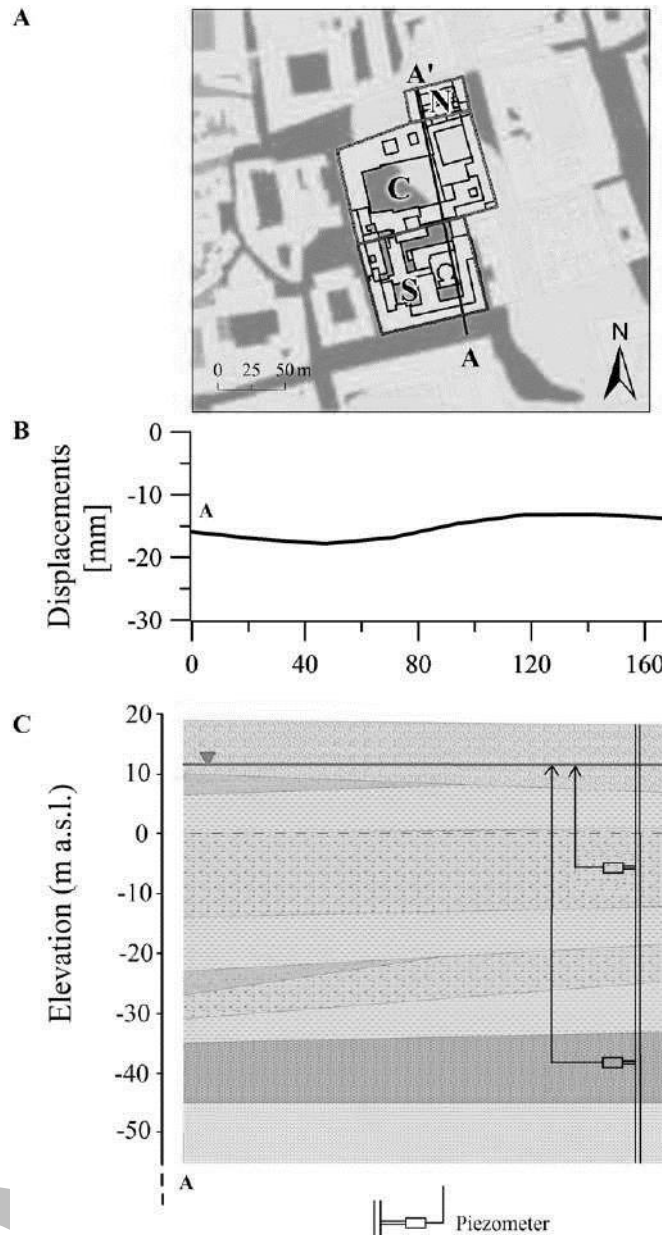 A
A'
N
C
S
Ω
A
N
0 25 50 m
B
Displacements
[mm]
0
-10
-20
-30
A
0 40 80 120 160
C
Elevation (m a.s.l.)
20
10
0
-10
-20
-30
-40
-50
A
Piezometer